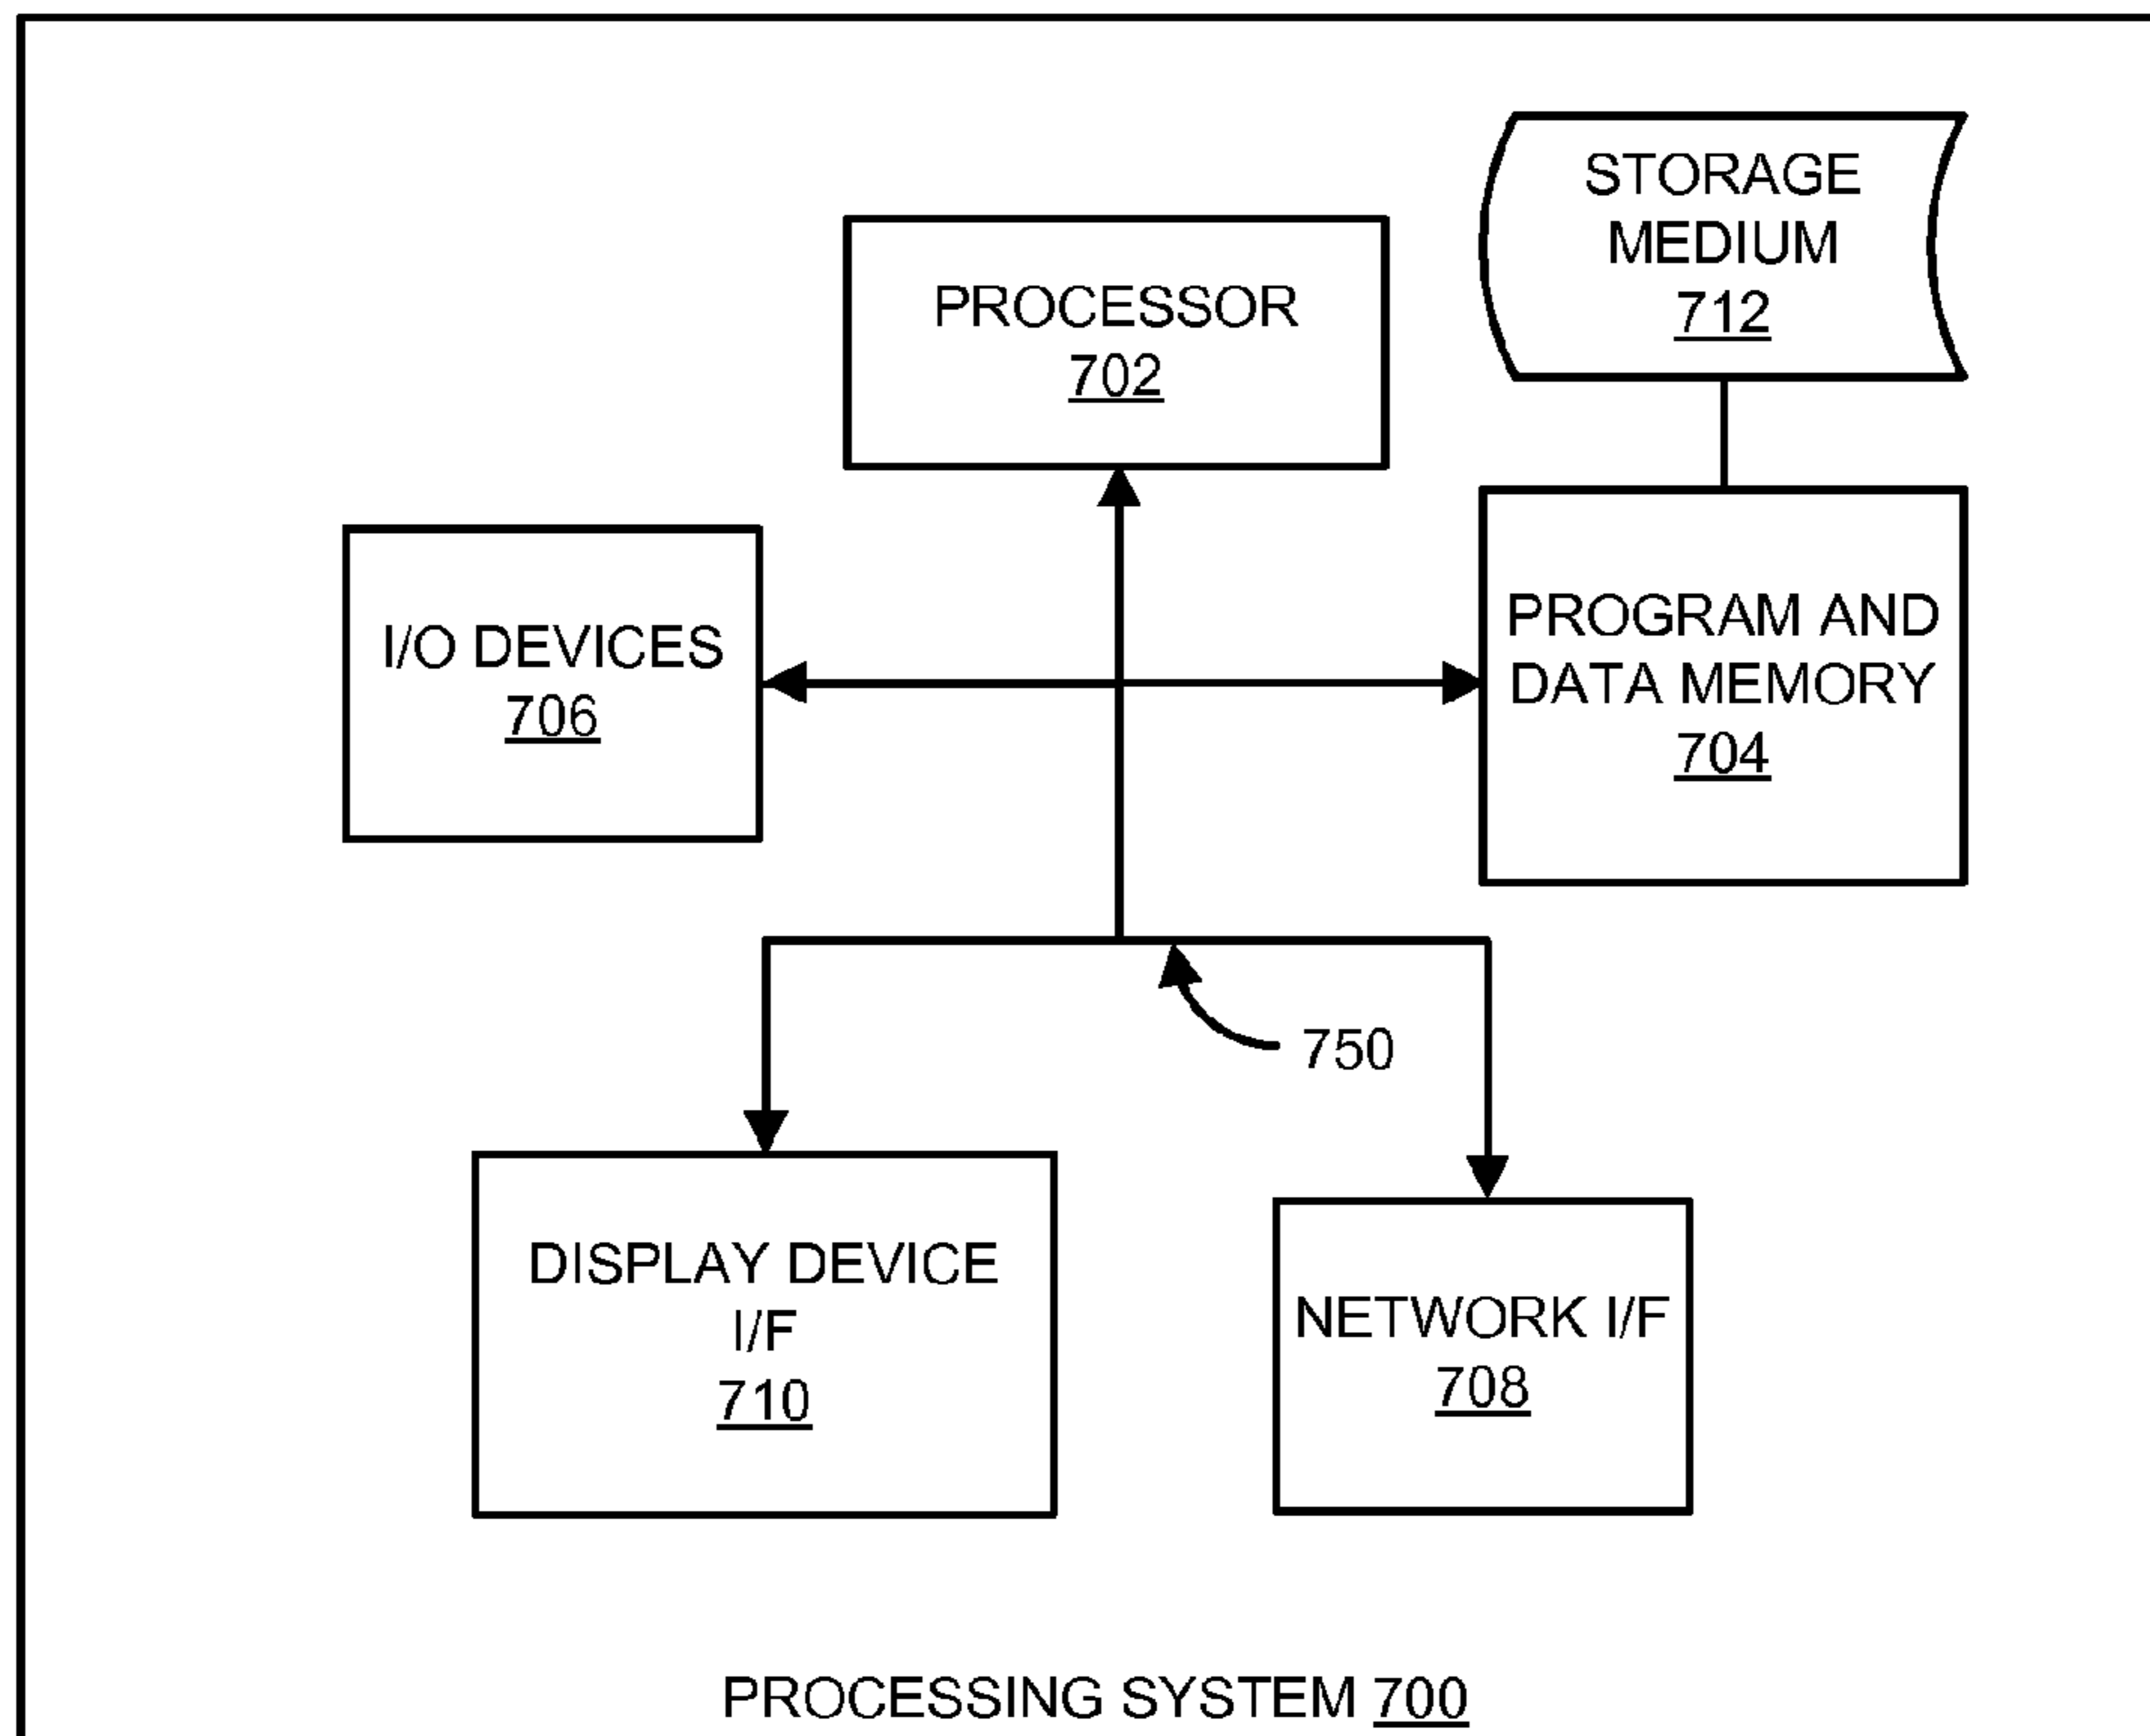 STORAGE
MEDIUM
712
PROCESSOR
702
I/O DEVICES
706
PROGRAM AND
DATA MEMORY
704
750
DISPLAY DEVICE
I/F
710
NETWORK I/F
708
PROCESSING SYSTEM 700